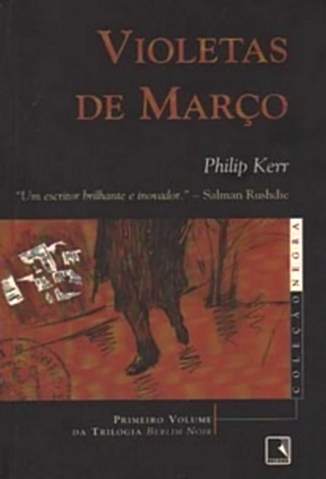 VIOLETAS
DE MARÇO
Philip Kerr
“Um escritor brilhante e inovador.” – Salman Rushdie
COLEÇÃO NEGRA
PRIMEIRO VOLUME
DA TRILOGIA BERLIM NOIR